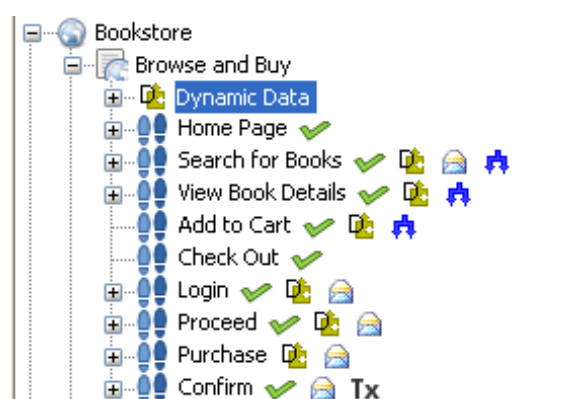 Bookstore
Browse and Buy
Dynamic Data
Home Page
Search for Books
View Book Details
Add to Cart
Check Out
Login
Proceed
Purchase
Confirm Tx